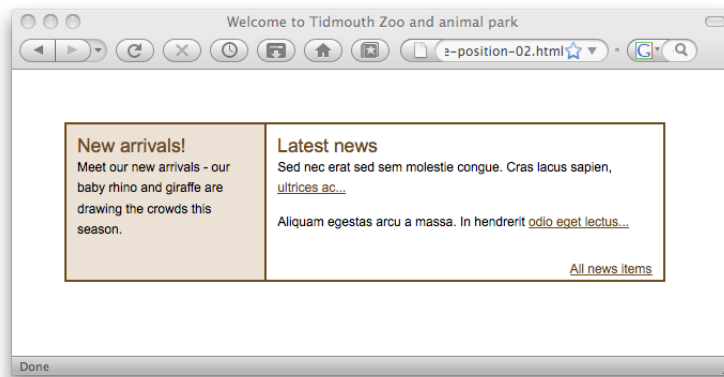 Welcome to Tidmouth Zoo and animal park
e-position-02.html
G
New arrivals!
Meet our new arrivals - our
baby rhino and giraffe are
drawing the crowds this
season.
Latest news
Sed nec erat sed sem molestie congue. Cras lacus sapien,
ultrices ac...
Aliquam egestas arcu a massa. In hendrerit odio eget lectus...
All news items
Done